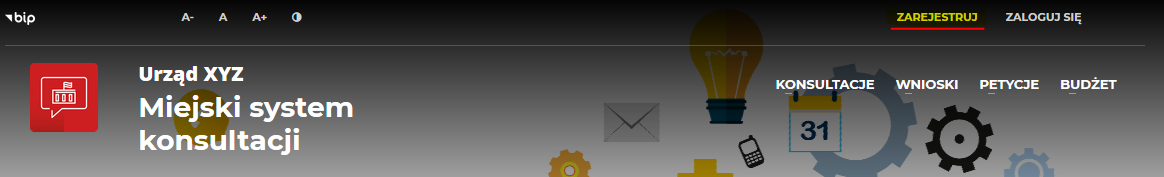 bip
A-
A
A+
ZAREJESTRUJ
ZALOGUJ SIĘ
Urząd XYZ
Miejski system
konsultacji
KONSULTACJE
WNIOSKI
PETYCJE
BUDŻET
31